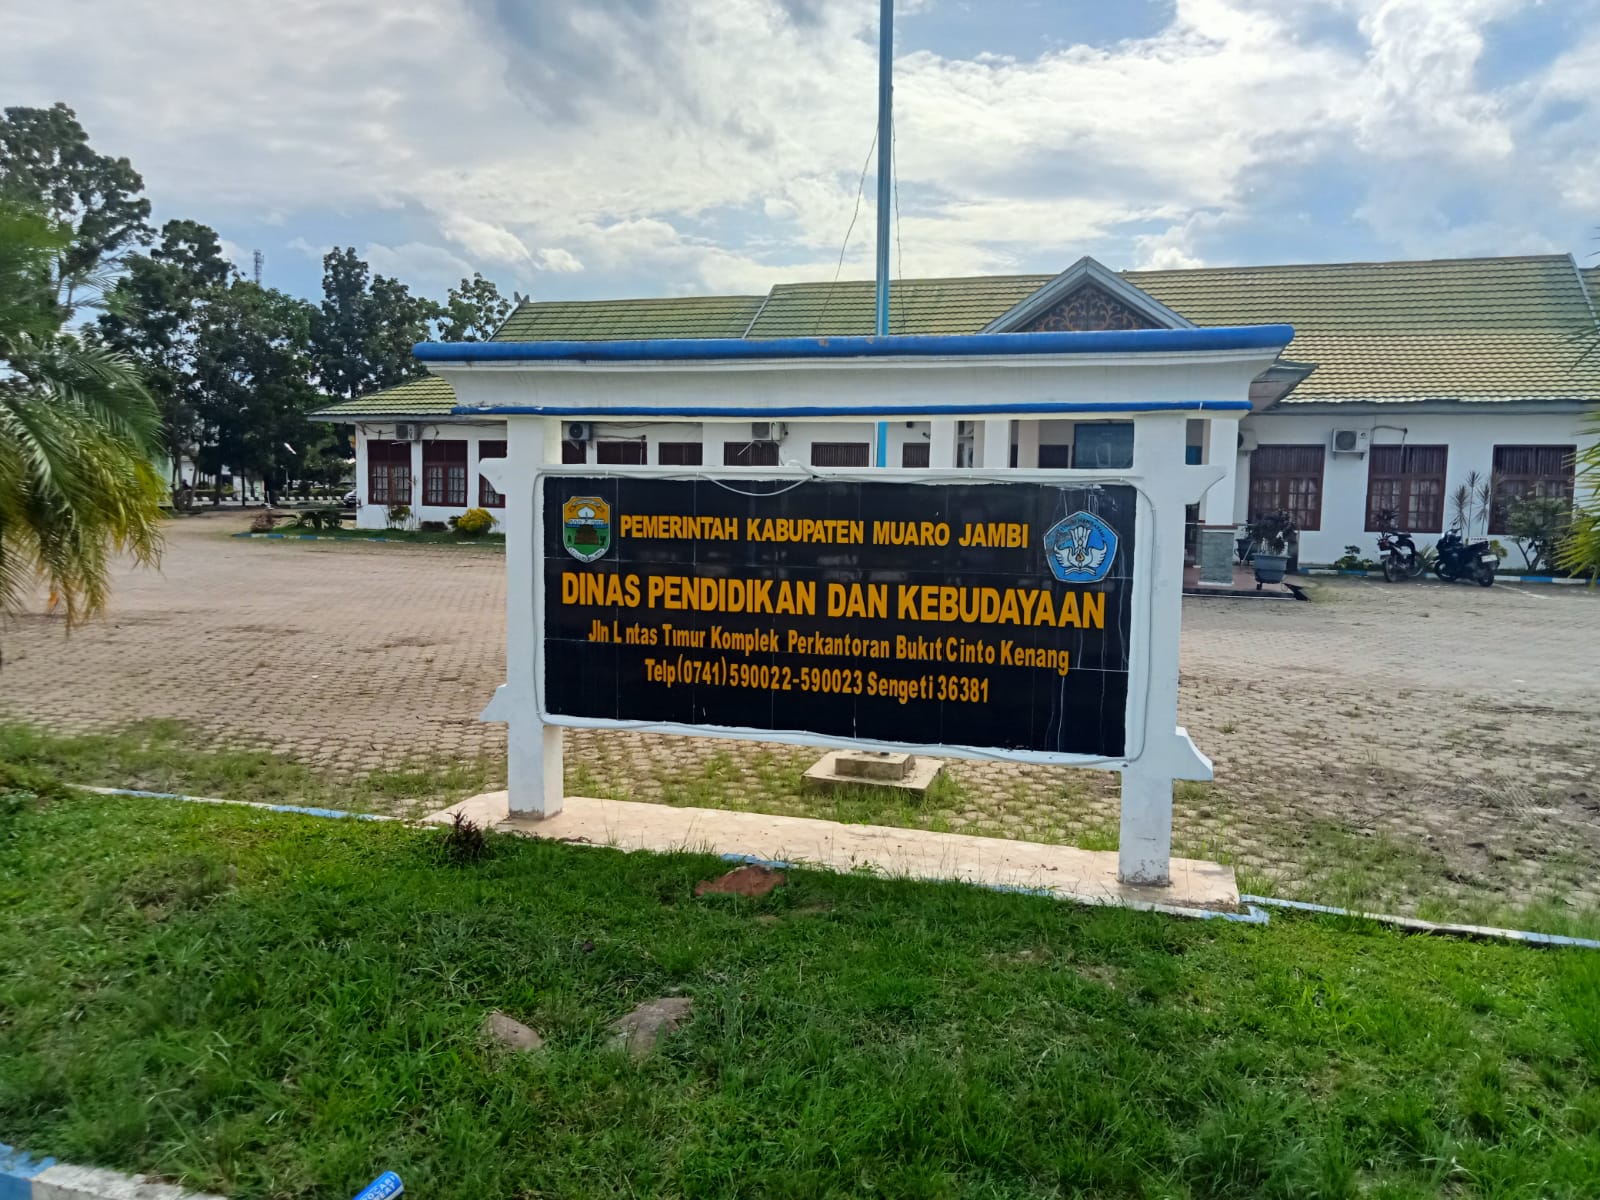 PEMERINTAH KABUPATEN MUARO JAMBI
DINAS PENDIDIKAN DAN KEBUDAYAAN
Jln L ntas Timur Komplek Perkantoran Bukit Cinto Kenang
Telp(0741)590022-590023 Sengeti 36381